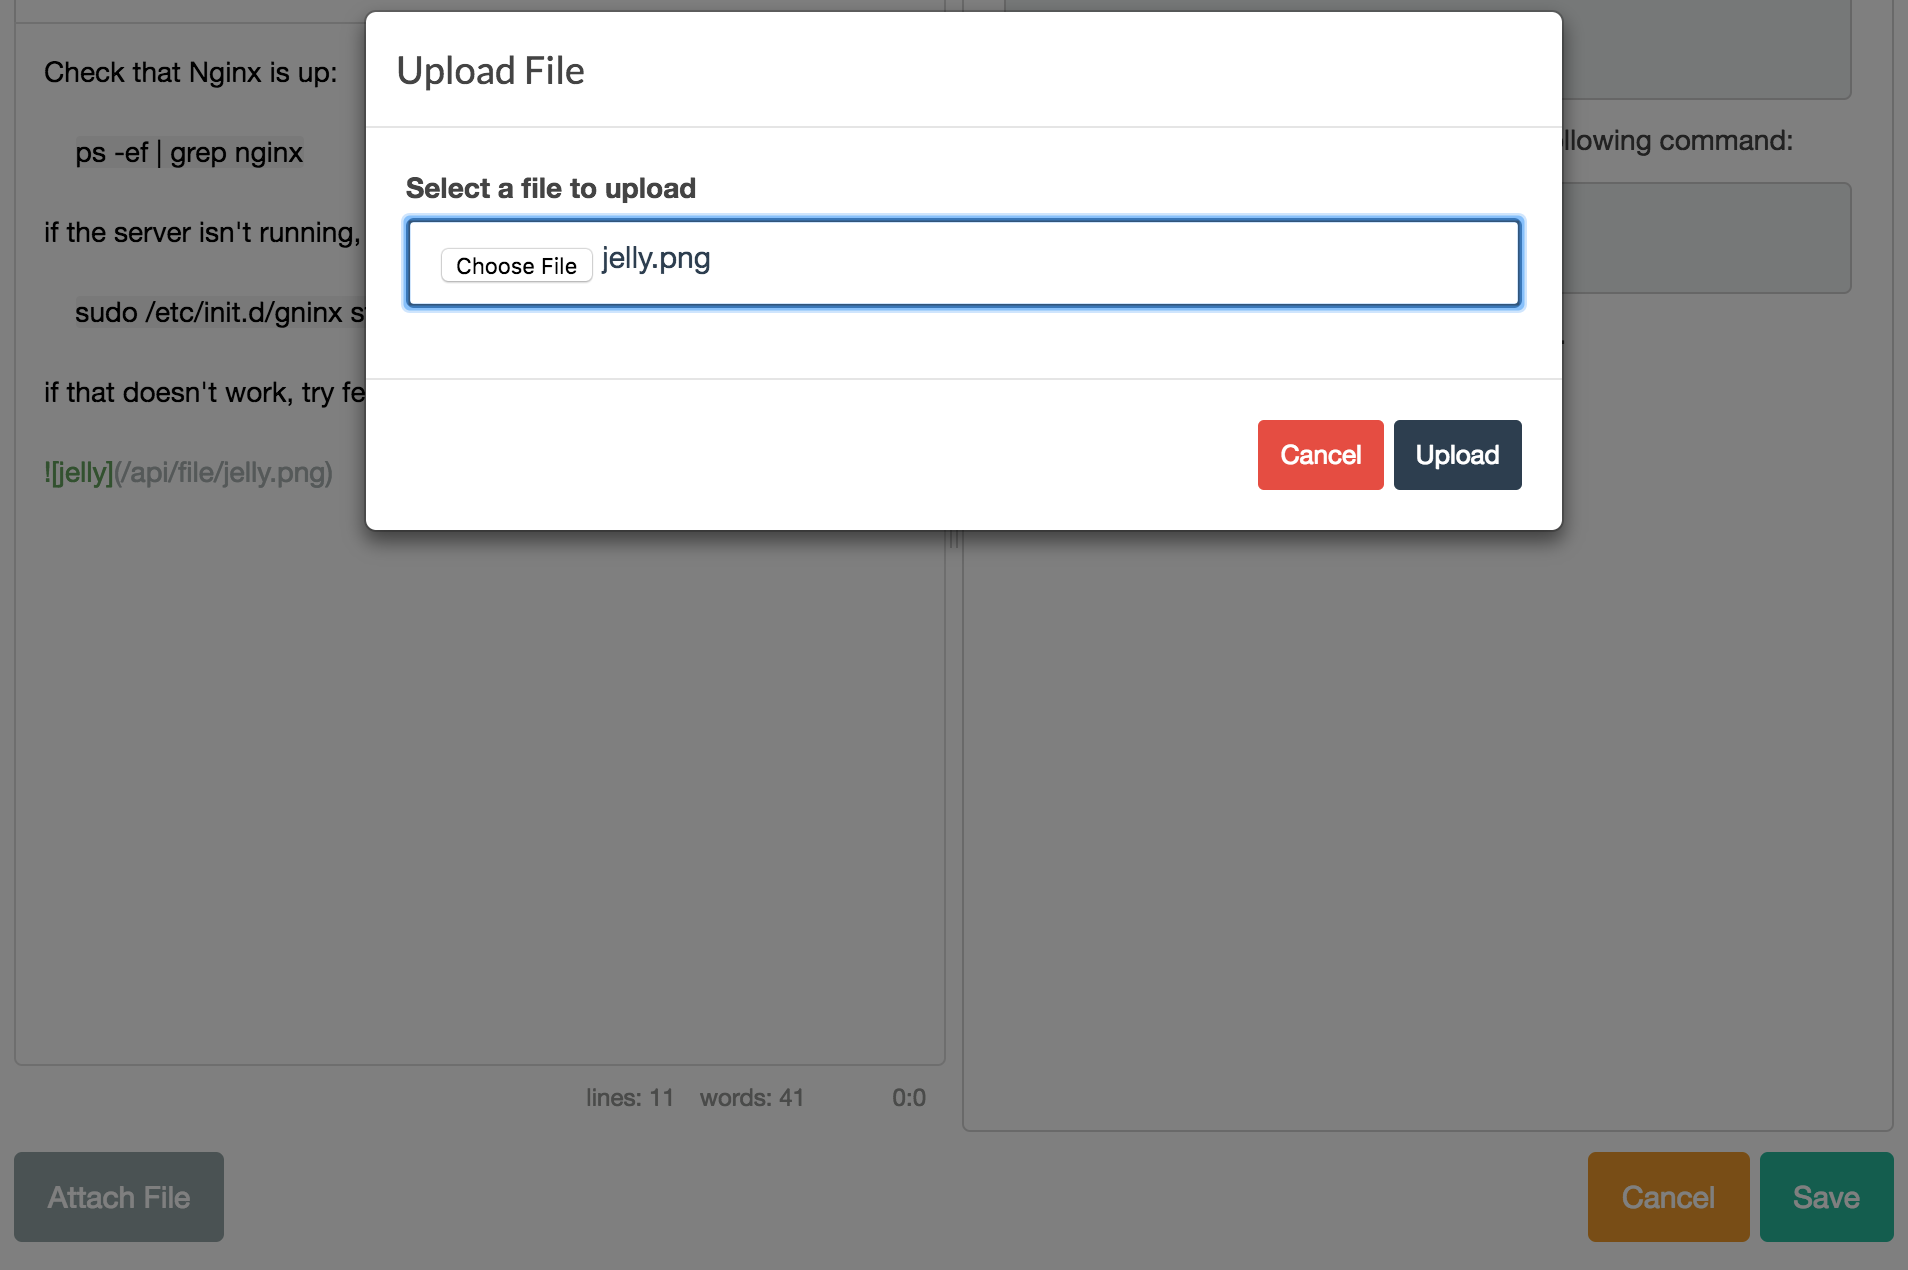 Upload File
Select a file to upload
Choose File jelly.png
Cancel Upload
Check that Nginx is up:
ps -ef | grep nginx
if the server isn't running,
sudo /etc/init.d/gninx
if that doesn't work, try
![jelly](/api/file/jelly.png)
command:
lines: 11 words: 41 0:0
Attach File
Cancel Save